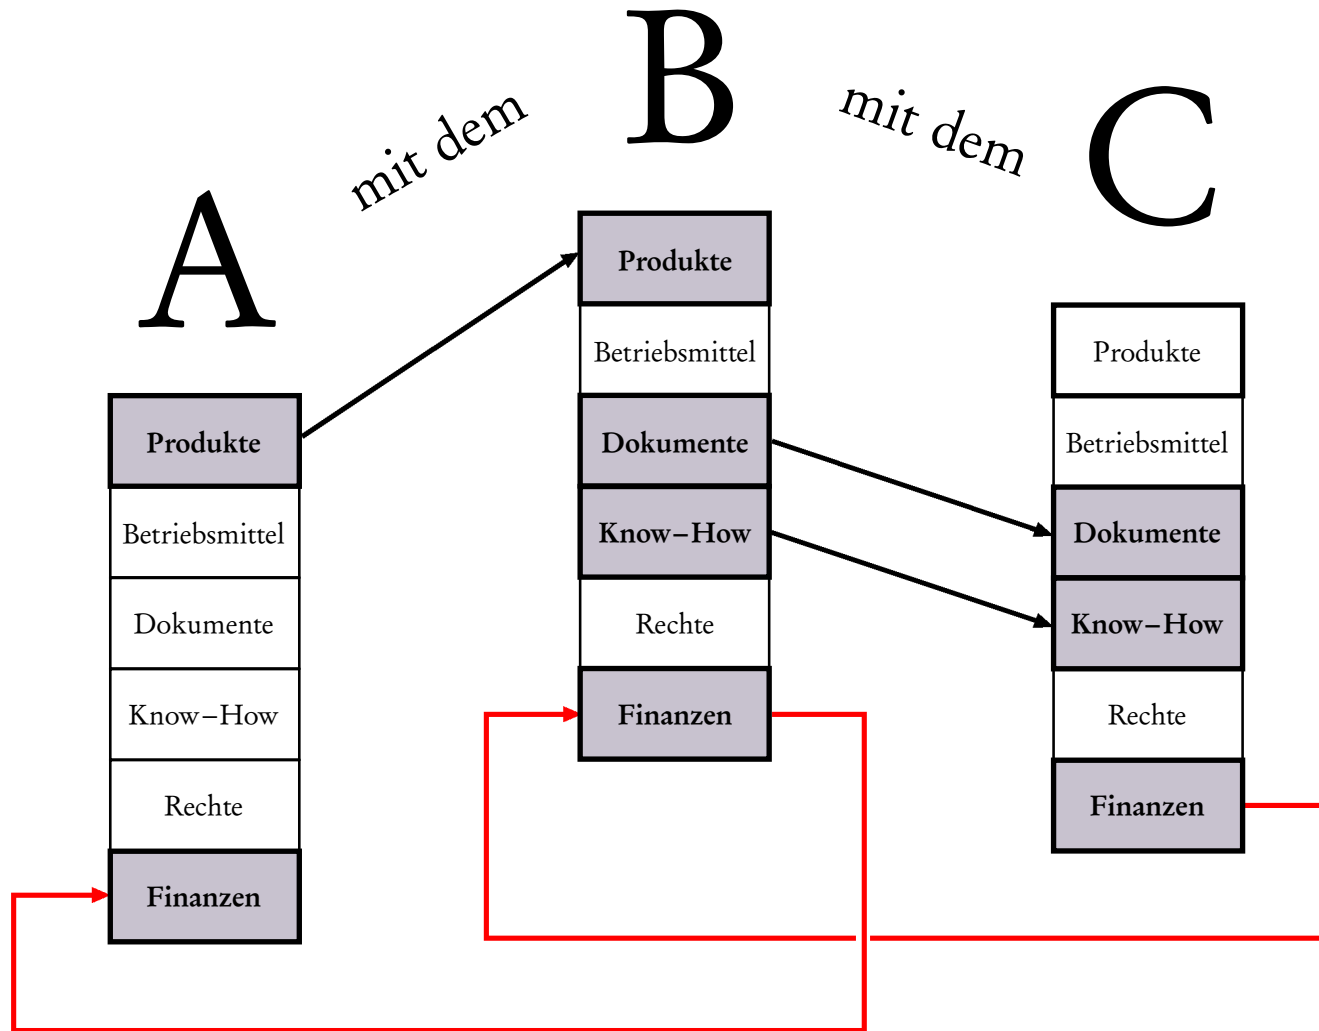 A
mit dem
B
mit dem
C
Produkte
Betriebsmittel
Dokumente
Know–How
Rechte
Finanzen
Produkte
Betriebsmittel
Dokumente
Know–How
Rechte
Finanzen
Produkte
Betriebsmittel
Dokumente
Know–How
Rechte
Finanzen